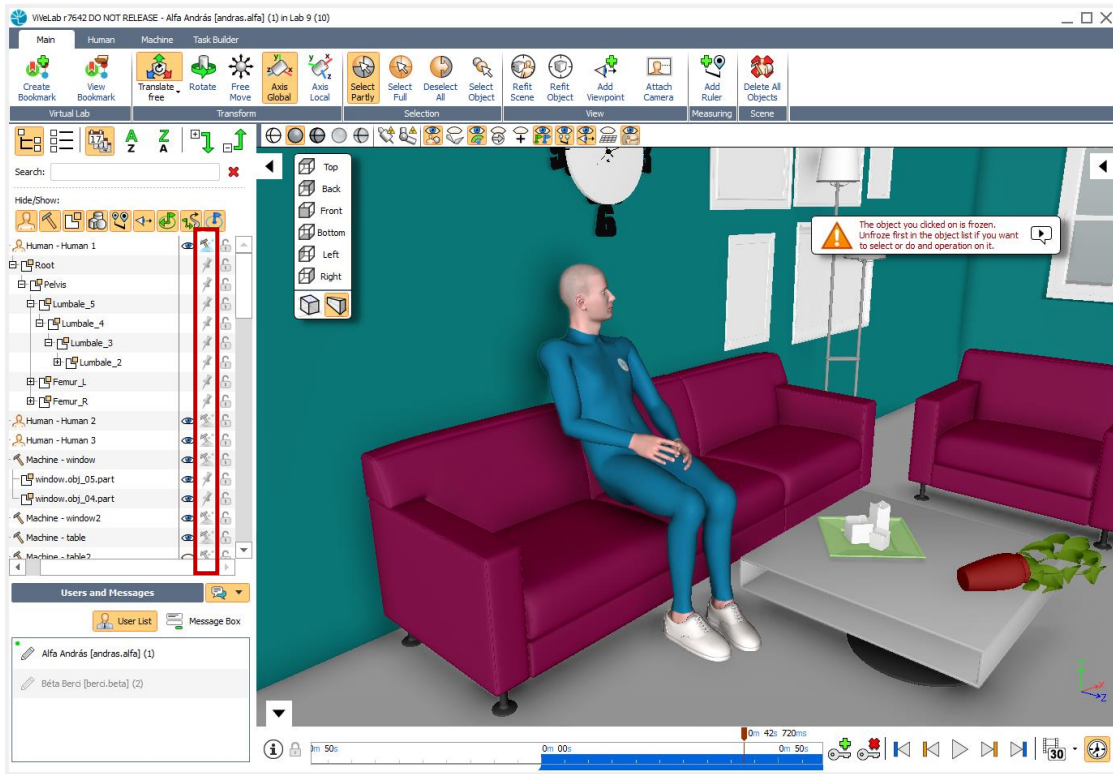 ViWeLab r7642 DO NOT RELEASE - Alfa András [andras.alfa] (1) in Lab 9 (10)
Main Human Machine Task Builder
Create Bookmark
View Bookmark
Translate free
Rotate
Free Move
Axis Global
Axis Local
Select Partly
Select Full
Deselect All
Select Object
Refit Scene
Refit Object
Add Viewpoint
Attach Camera
Add Ruler
Delete All Objects
Virtual Lab Transform Selection View Measuring Scene
17
A Z
Z A
Search:
Hide/Show:
Human - Human 1
Root
Pelvis
Lumbale_5
Lumbale_4
Lumbale_3
Lumbale_2
Femur_L
Femur_R
Human - Human 2
Human - Human 3
Machine - window
window.obj_05.part
window.obj_04.part
Machine - window2
Machine - table
Machine - table2
Users and Messages
User List Message Box
Alfa András [andras.alfa] (1)
Béta Berci [berci.beta] (2)
Top
Back
Front
Bottom
Left
Right
The object you clicked on is frozen.
Unfroze first in the object list if you want
to select or do and operation on it.
Y
X
Z
0m 42s 720ms
0m 50s 0m 00s 0m 50s
30